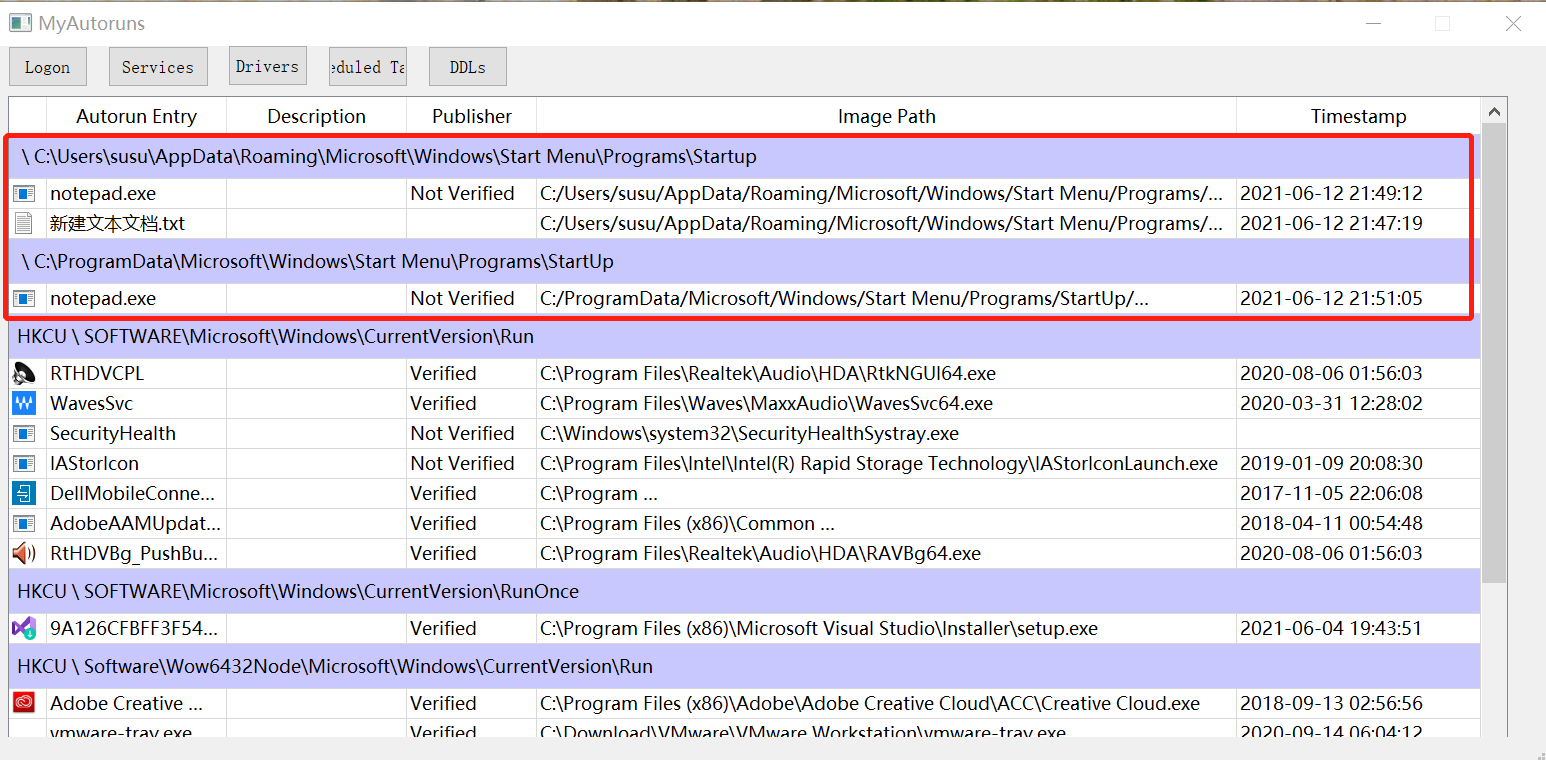 MyAutoruns
Logon Services Drivers eduled Ta DDLs
Autorun Entry Description Publisher Image Path Timestamp
\ C:\Users\susu\AppData\Roaming\Microsoft\Windows\Start Menu\Programs\Startup
notepad.exe Not Verified C:/Users/susu/AppData/Roaming/Microsoft/Windows/Start Menu/Programs/... 2021-06-12 21:49:12
新建文本文档.txt C:/Users/susu/AppData/Roaming/Microsoft/Windows/Start Menu/Programs/... 2021-06-12 21:47:19
\ C:\ProgramData\Microsoft\Windows\Start Menu\Programs\StartUp
notepad.exe Not Verified C:/ProgramData/Microsoft/Windows/Start Menu/Programs/StartUp/... 2021-06-12 21:51:05
HKCU \ SOFTWARE\Microsoft\Windows\CurrentVersion\Run
RTHDVCPL Verified C:\Program Files\Realtek\Audio\HDA\RtkNGUI64.exe 2020-08-06 01:56:03
WavesSvc Verified C:\Program Files\Waves\MaxxAudio\WavesSvc64.exe 2020-03-31 12:28:02
SecurityHealth Not Verified C:\Windows\system32\SecurityHealthSystray.exe
IAStorIcon Not Verified C:\Program Files\Intel\Intel(R) Rapid Storage Technology\IAStorIconLaunch.exe 2019-01-09 20:08:30
DellMobileConne... Verified C:\Program ... 2017-11-05 22:06:08
AdobeAAMUpdat... Verified C:\Program Files (x86)\Common ... 2018-04-11 00:54:48
RtHDVBg_PushBu... Verified C:\Program Files\Realtek\Audio\HDA\RAVBg64.exe 2020-08-06 01:56:03
HKCU \ SOFTWARE\Microsoft\Windows\CurrentVersion\RunOnce
9A126CFBFF3F54... Verified C:\Program Files (x86)\Microsoft Visual Studio\Installer\setup.exe 2021-06-04 19:43:51
HKCU \ Software\Wow6432Node\Microsoft\Windows\CurrentVersion\Run
Adobe Creative ... Verified C:\Program Files (x86)\Adobe\Adobe Creative Cloud\ACC\Creative Cloud.exe 2018-09-13 02:56:56
vmware-tray.exe Verified C:\Download\VMware\VMware Workstation\vmware-tray.exe 2020-09-14 06:04:12